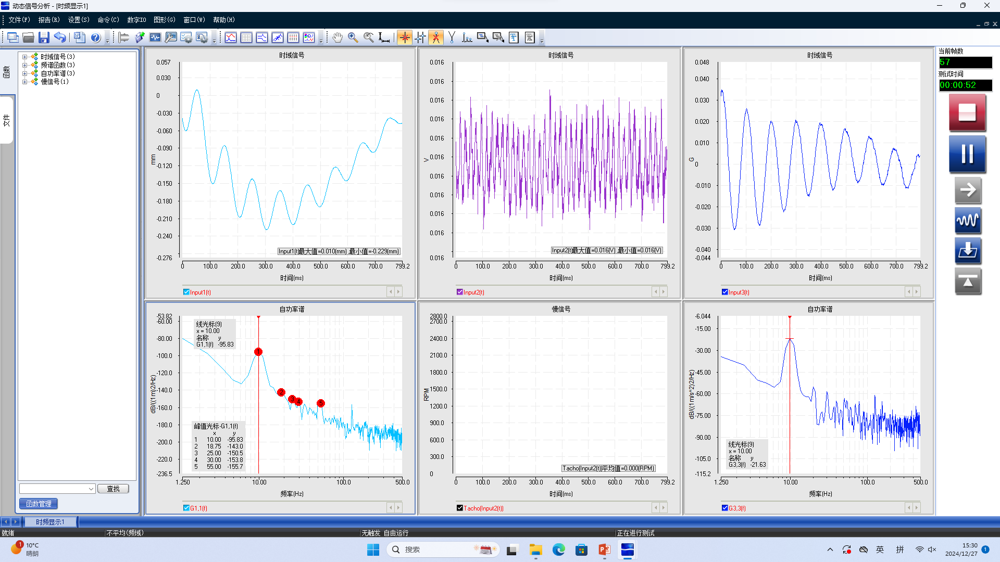 动态信号分析 - [时频显示1]
文件(F) 报告(R) 设置(S) 命令(C) 数字IO 图形(G) 窗口(W) 帮助(H)
函数
文件
时域信号(3)
频谱函数(3)
自功率谱(3)
慢信号(1)
查找
函数管理
时域信号
0.057
0.030
0
-0.030
-0.060
-0.090
-0.120
-0.150
-0.180
-0.210
-0.240
-0.276
mm
Input1(t)最大值=0.010(mm) ,最小值=-0.229(mm)
0 100.0 200.0 300.0 400.0 500.0 600.0 799.2
时间(ms)
Input1(t)
时域信号
0.016
0.016
0.016
0.016
0.016
0.016
0.016
0.016
0.016
0.016
0.016
V
Input2(t)最大值=0.016(V) ,最小值=0.016(V)
0 100.0 200.0 300.0 400.0 500.0 600.0 700.0 799.2
时间(ms)
Input2(t)
时域信号
0.048
0.040
0.030
0.020
0.010
0
-0.010
-0.020
-0.030
-0.040
-0.044
G
0 100.0 200.0 300.0 400.0 500.0 600.0 799.2
时间(ms)
Input3(t)
自功率谱
-53.82
-60.00
-80.00
-100.0
-120.0
-140.0
-160.0
-180.0
-200.0
-220.0
-236.5
dB/((1m)2/Hz)
线光标(9)
x = 10.00
名称 y
G1,1(f) -95.83
1
2
3
4
5
峰值光标-G1,1(f)
x y
1 10.00 -95.83
2 18.75 -143.0
3 25.00 -150.5
4 30.00 -153.8
5 55.00 -155.7
1.250 10.00 100.0 500.0
频率(Hz)
G1,1(f)
慢信号
2800.0
2700.0
2400.0
2100.0
1800.0
1500.0
1200.0
900.0
600.0
300.0
0
RPM
Tacho(Input2(t))平均值=0.000(RPM)
0 100.0 200.0 300.0 400.0 500.0 600.0 700.0 799.2
时间(ms)
Tacho(Input2(t))
自功率谱
-6.044
-15.00
-30.00
-45.00
-60.00
-75.00
-90.00
-105.0
-115.2
dB/((1m/s^2)2/Hz)
线光标(9)
x = 10.00
名称 y
G3,3(f) -21.63
1.250 10.00 100.0 500.0
频率(Hz)
G3,3(f)
当前帧数
57
测试时间
00:00:52
时频显示1
就绪 不平均(频域) 无触发 自由运行 正在进行测试
1
10°C
晴朗
搜索
英 拼
15:30
2024/12/27
1